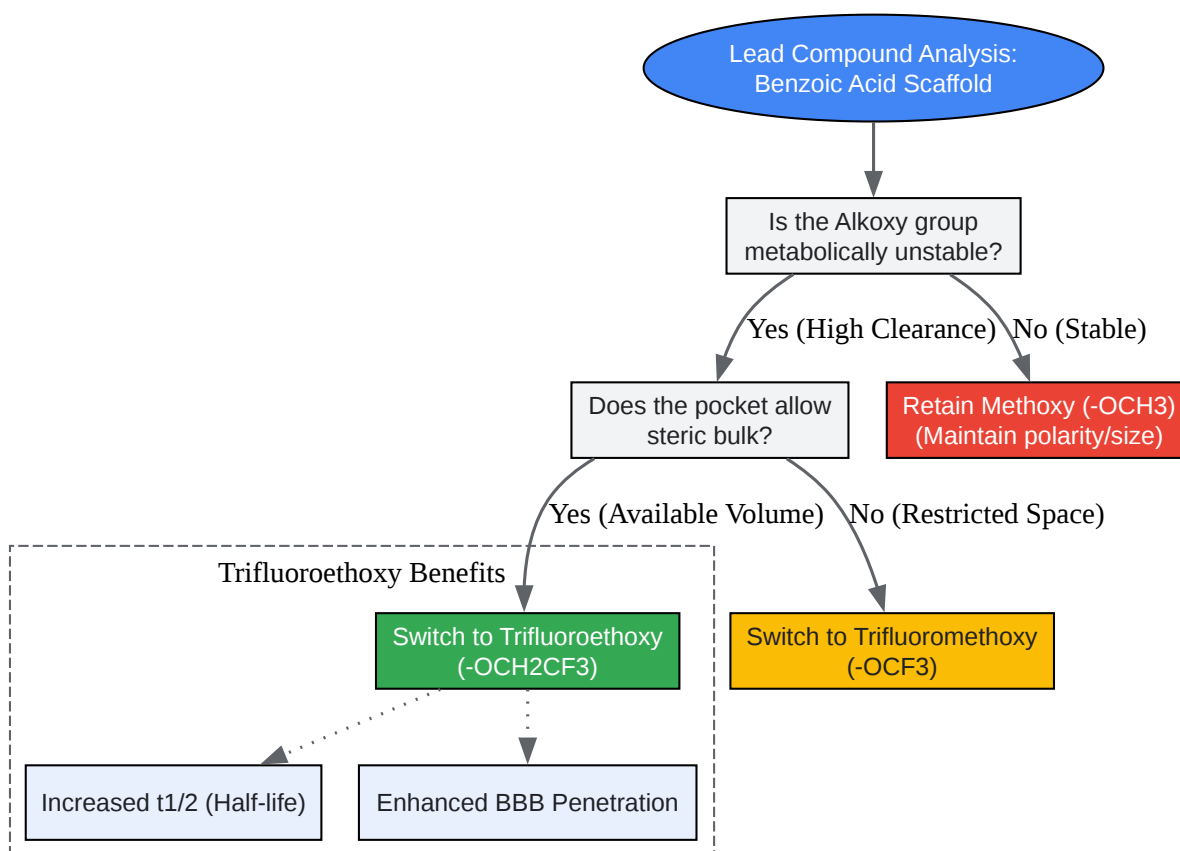 Lead Compound Analysis:
Benzoic Acid Scaffold
Is the Alkoxy group
metabolically unstable?
Yes (High Clearance)
No (Stable)
Does the pocket allow
steric bulk?
Retain Methoxy (-OCH3)
(Maintain polarity/size)
Yes (Available Volume)
No (Restricted Space)
Trifluoroethoxy Benefits
Switch to Trifluoroethoxy
(-OCH2CF3)
Switch to Trifluoromethoxy
(-OCF3)
Increased t1/2 (Half-life)
Enhanced BBB Penetration